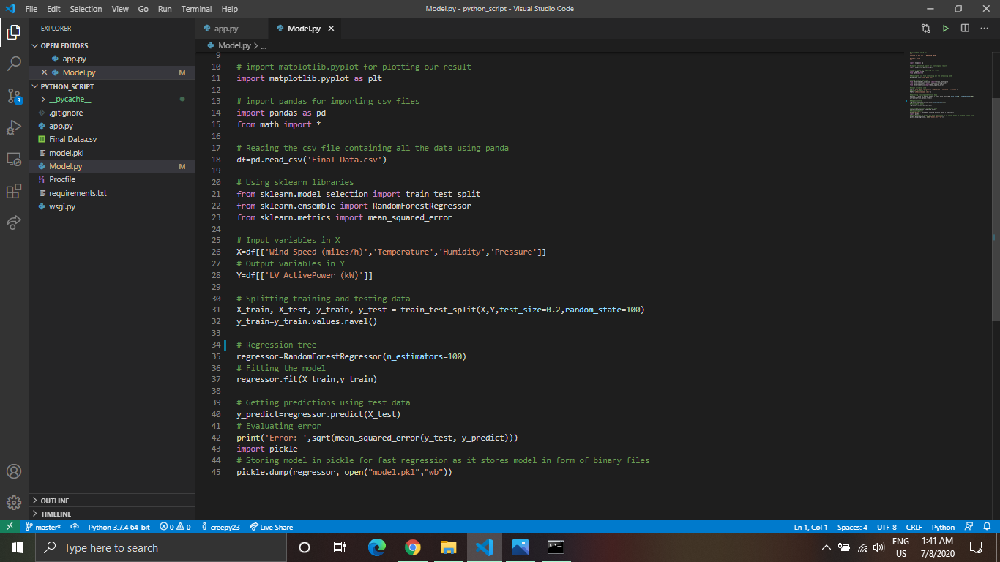 File Edit Selection View Go Run Terminal Help
Model.py - python_script - Visual Studio Code
EXPLORER
OPEN EDITORS
app.py
Model.py M
PYTHON_SCRIPT
__pycache__
.gitignore
app.py
Final Data.csv
model.pkl
Model.py M
Procfile
requirements.txt
wsgi.py
OUTLINE
TIMELINE
3
app.py
Model.py
Model.py > ...
9
10 # import matplotlib.pyplot for plotting our result
11 import matplotlib.pyplot as plt
12
13 # import pandas for importing csv files
14 import pandas as pd
15 from math import *
16
17 # Reading the csv file containing all the data using panda
18 df=pd.read_csv('Final Data.csv')
19
20 # Using sklearn libraries
21 from sklearn.model_selection import train_test_split
22 from sklearn.ensemble import RandomForestRegressor
23 from sklearn.metrics import mean_squared_error
24
25 # Input variables in X
26 X=df[['Wind Speed (miles/h)','Temperature','Humidity','Pressure']]
27 # Output variables in Y
28 Y=df[['LV ActivePower (kW)']]
29
30 # Splitting training and testing data
31 X_train, X_test, y_train, y_test = train_test_split(X,Y,test_size=0.2,random_state=100)
32 y_train=y_train.values.ravel()
33
34 # Regression tree
35 regressor=RandomForestRegressor(n_estimators=100)
36 # Fitting the model
37 regressor.fit(X_train,y_train)
38
39 # Getting predictions using test data
40 y_predict=regressor.predict(X_test)
41 # Evaluating error
42 print('Error: ',sqrt(mean_squared_error(y_test, y_predict)))
43 import pickle
44 # Storing model in pickle for fast regression as it stores model in form of binary files
45 pickle.dump(regressor, open("model.pkl","wb"))
master* Python 3.7.4 64-bit 0 0 creepy23 Live Share
Ln 1, Col 1 Spaces: 4 UTF-8 CRLF Python
Type here to search
ENG
US
1:41 AM
7/8/2020